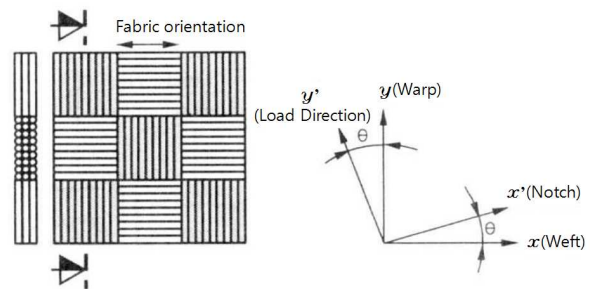 Fabric orientation
y'
(Load Direction)
y(Warp)
θ
x'(Notch)
θ
x(Weft)